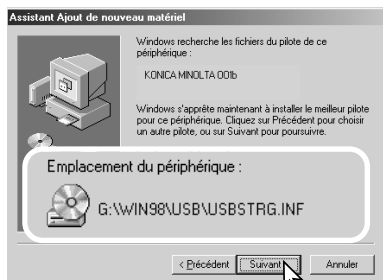 Assistant Ajout de nouveau matériel
Windows recherche les fichiers du pilote de ce
périphérique :
KONICA MINOLTA 001b
Windows s'apprête maintenant à installer le meilleur pilote
pour ce périphérique. Cliquez sur Précédent pour choisir
un autre pilote, ou sur Suivant pour poursuivre.
Emplacement du périphérique :
G:\WIN98\USB\USBSTRG.INF
< Précédent Suivant Annuler